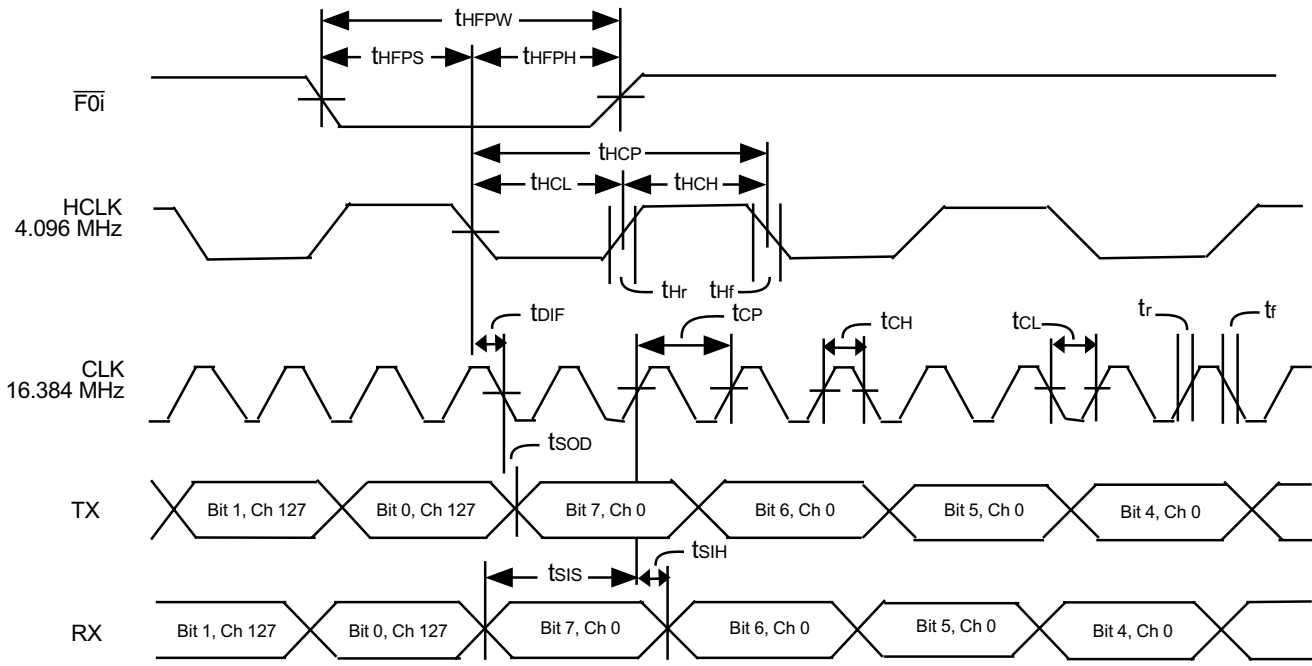 tHFPW
tHFPS tHFPH
F0i
tHCP
tHCL tHCH
HCLK
4.096 MHz
tHr tHf
tDIF tCP tCH tCL tr tf
CLK
16.384 MHz
tSOD
TX Bit 1, Ch 127 Bit 0, Ch 127 Bit 7, Ch 0 Bit 6, Ch 0 Bit 5, Ch 0 Bit 4, Ch 0
tSIS tSIH
RX Bit 1, Ch 127 Bit 0, Ch 127 Bit 7, Ch 0 Bit 6, Ch 0 Bit 5, Ch 0 Bit 4, Ch 0